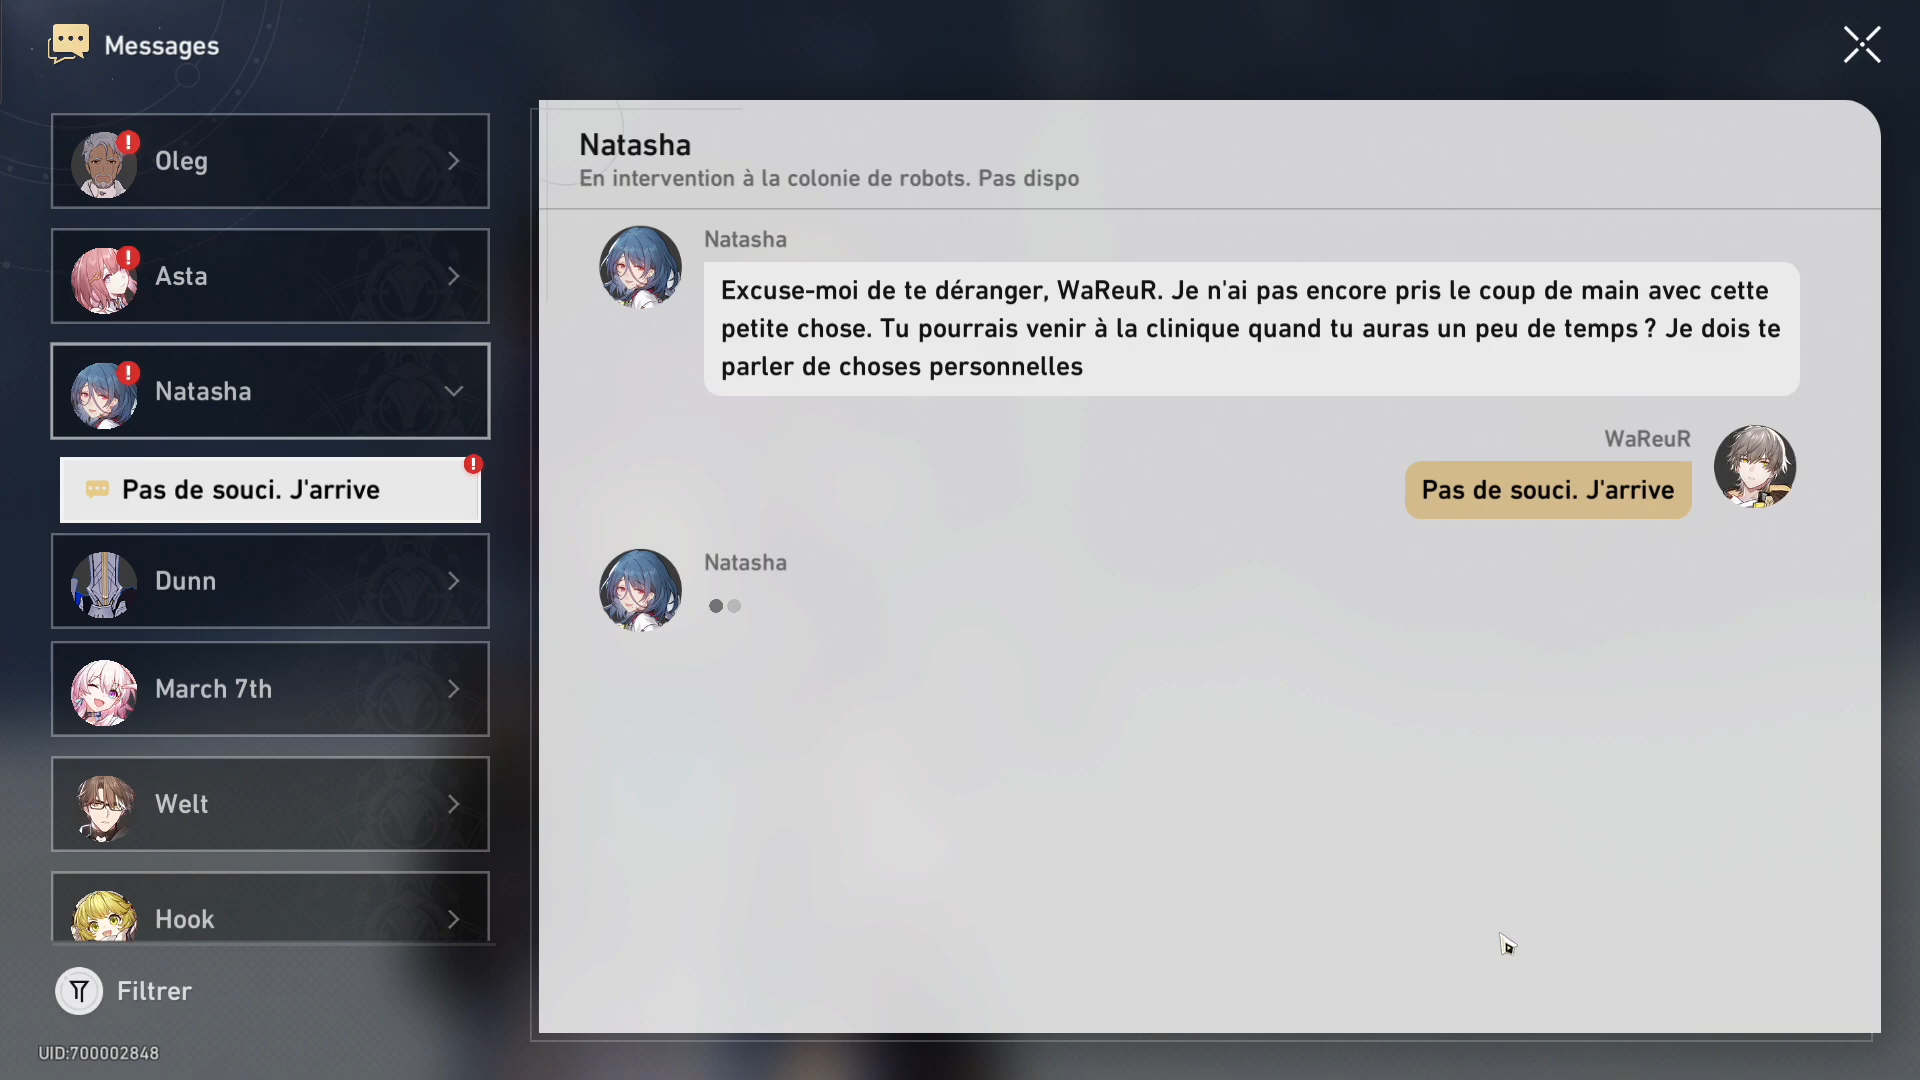 Messages
Oleg
Asta
Natasha
Pas de souci. J'arrive
Dunn
March 7th
Welt
Hook
Filtrer
UID:700002848
Natasha
En intervention à la colonie de robots. Pas dispo
Natasha
Excuse-moi de te déranger, WaReuR. Je n'ai pas encore pris le coup de main avec cette
petite chose. Tu pourrais venir à la clinique quand tu auras un peu de temps ? Je dois te
parler de choses personnelles
WaReuR
Pas de souci. J'arrive
Natasha